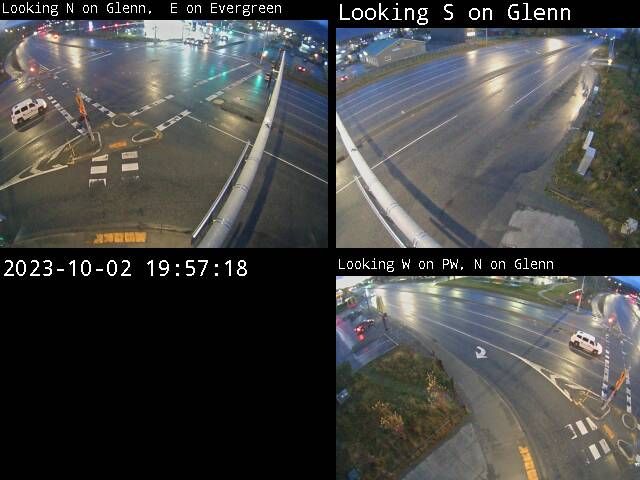 Looking N on Glenn, E on Evergreen
Looking S on Glenn
2023-10-02 19:57:18
Looking W on PW, N on Glenn